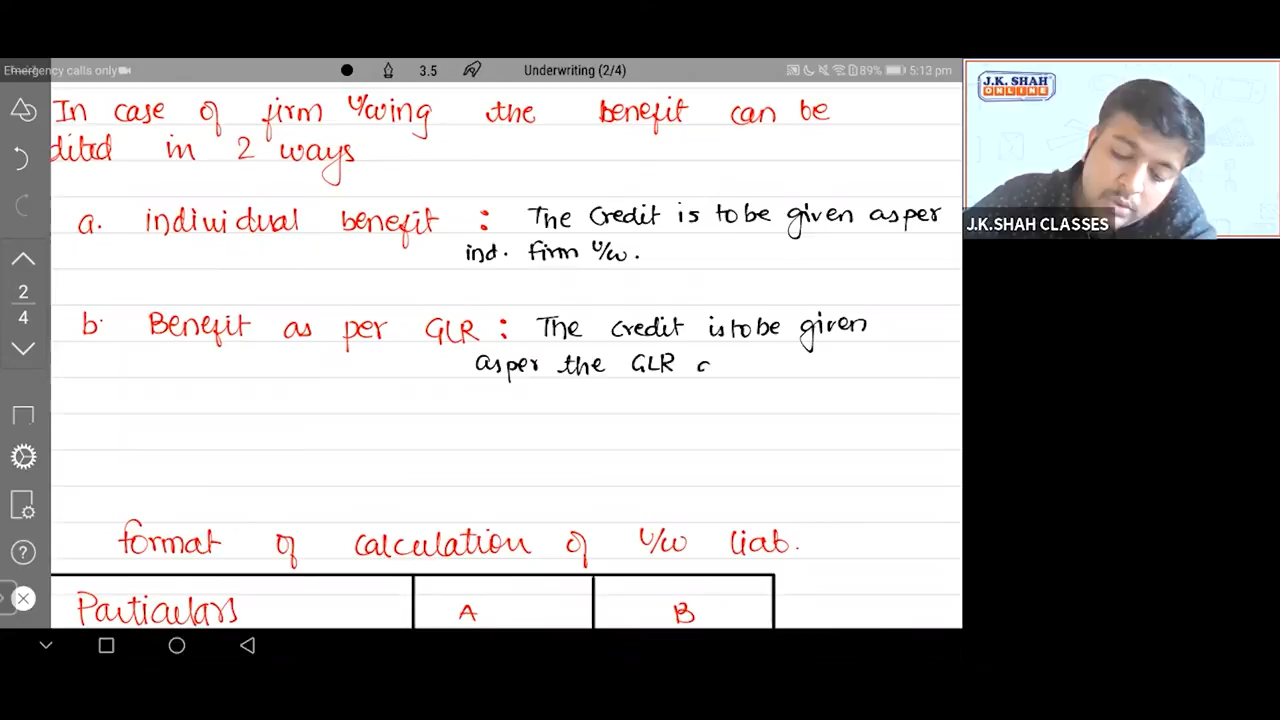 Emergency calls only
3.5
Underwriting (2/4)
89%
5:13 pm
J.K. SHAH
ONLINE
J.K.SHAH CLASSES
In case of firm u/wing the benefit can be
dited in 2 ways
a. individual benefit : The Credit is to be given as per
ind. firm u/w.
b. Benefit as per GLR : The credit is to be given
as per the GLR c
2
4
format of calculation of u/w liab.
Particulars A B